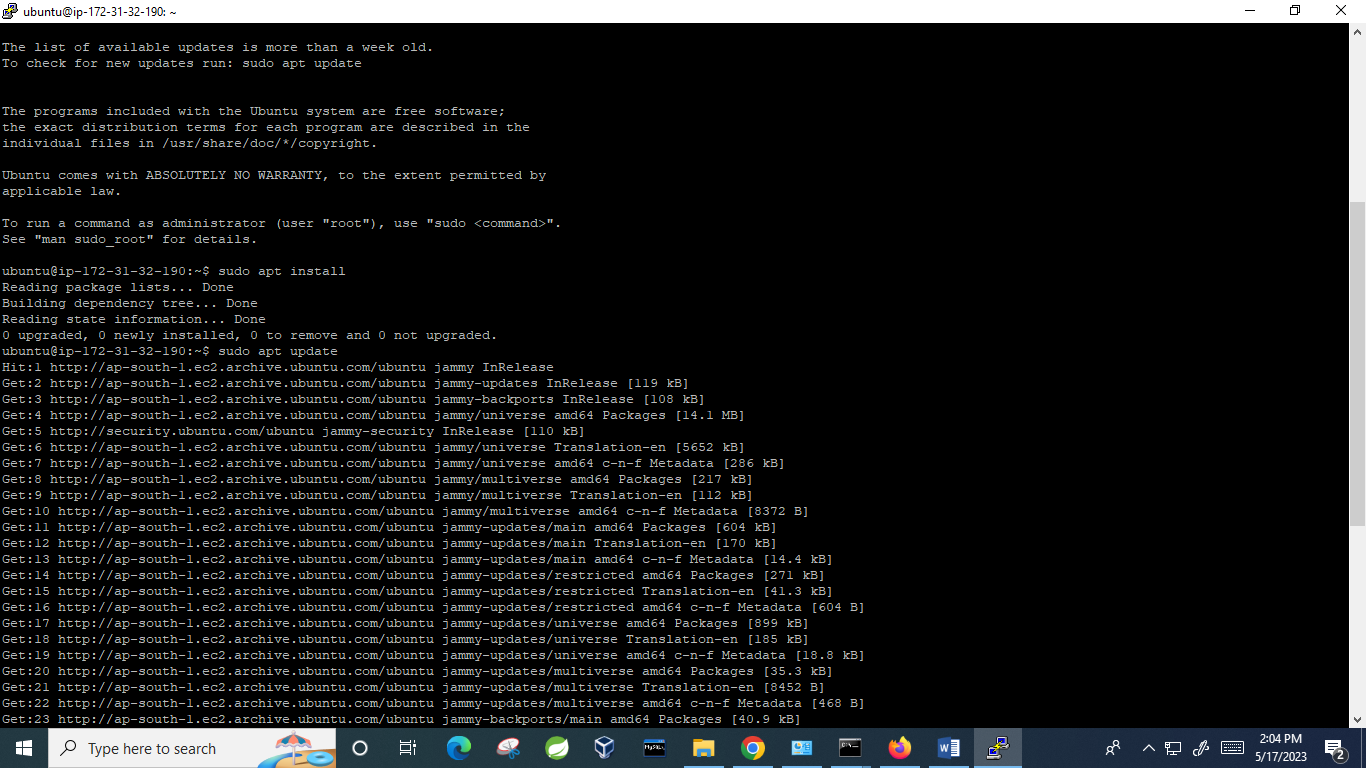 ubuntu@ip-172-31-32-190: ~
The list of available updates is more than a week old.
To check for new updates run: sudo apt update
The programs included with the Ubuntu system are free software;
the exact distribution terms for each program are described in the
individual files in /usr/share/doc/*/copyright.
Ubuntu comes with ABSOLUTELY NO WARRANTY, to the extent permitted by
applicable law.
To run a command as administrator (user "root"), use "sudo <command>".
See "man sudo_root" for details.
ubuntu@ip-172-31-32-190:~$ sudo apt install
Reading package lists... Done
Building dependency tree... Done
Reading state information... Done
0 upgraded, 0 newly installed, 0 to remove and 0 not upgraded.
ubuntu@ip-172-31-32-190:~$ sudo apt update
Hit:1 http://ap-south-1.ec2.archive.ubuntu.com/ubuntu jammy InRelease
Get:2 http://ap-south-1.ec2.archive.ubuntu.com/ubuntu jammy-updates InRelease [119 kB]
Get:3 http://ap-south-1.ec2.archive.ubuntu.com/ubuntu jammy-backports InRelease [108 kB]
Get:4 http://ap-south-1.ec2.archive.ubuntu.com/ubuntu jammy/universe amd64 Packages [14.1 MB]
Get:5 http://security.ubuntu.com/ubuntu jammy-security InRelease [110 kB]
Get:6 http://ap-south-1.ec2.archive.ubuntu.com/ubuntu jammy/universe Translation-en [5652 kB]
Get:7 http://ap-south-1.ec2.archive.ubuntu.com/ubuntu jammy/universe amd64 c-n-f Metadata [286 kB]
Get:8 http://ap-south-1.ec2.archive.ubuntu.com/ubuntu jammy/multiverse amd64 Packages [217 kB]
Get:9 http://ap-south-1.ec2.archive.ubuntu.com/ubuntu jammy/multiverse Translation-en [112 kB]
Get:10 http://ap-south-1.ec2.archive.ubuntu.com/ubuntu jammy/multiverse amd64 c-n-f Metadata [8372 B]
Get:11 http://ap-south-1.ec2.archive.ubuntu.com/ubuntu jammy-updates/main amd64 Packages [604 kB]
Get:12 http://ap-south-1.ec2.archive.ubuntu.com/ubuntu jammy-updates/main Translation-en [170 kB]
Get:13 http://ap-south-1.ec2.archive.ubuntu.com/ubuntu jammy-updates/main amd64 c-n-f Metadata [14.4 kB]
Get:14 http://ap-south-1.ec2.archive.ubuntu.com/ubuntu jammy-updates/restricted amd64 Packages [271 kB]
Get:15 http://ap-south-1.ec2.archive.ubuntu.com/ubuntu jammy-updates/restricted Translation-en [41.3 kB]
Get:16 http://ap-south-1.ec2.archive.ubuntu.com/ubuntu jammy-updates/restricted amd64 c-n-f Metadata [604 B]
Get:17 http://ap-south-1.ec2.archive.ubuntu.com/ubuntu jammy-updates/universe amd64 Packages [899 kB]
Get:18 http://ap-south-1.ec2.archive.ubuntu.com/ubuntu jammy-updates/universe Translation-en [185 kB]
Get:19 http://ap-south-1.ec2.archive.ubuntu.com/ubuntu jammy-updates/universe amd64 c-n-f Metadata [18.8 kB]
Get:20 http://ap-south-1.ec2.archive.ubuntu.com/ubuntu jammy-updates/multiverse amd64 Packages [35.3 kB]
Get:21 http://ap-south-1.ec2.archive.ubuntu.com/ubuntu jammy-updates/multiverse Translation-en [8452 B]
Get:22 http://ap-south-1.ec2.archive.ubuntu.com/ubuntu jammy-updates/multiverse amd64 c-n-f Metadata [468 B]
Get:23 http://ap-south-1.ec2.archive.ubuntu.com/ubuntu jammy-backports/main amd64 Packages [40.9 kB]
Type here to search
MySQL
2:04 PM
5/17/2023
2